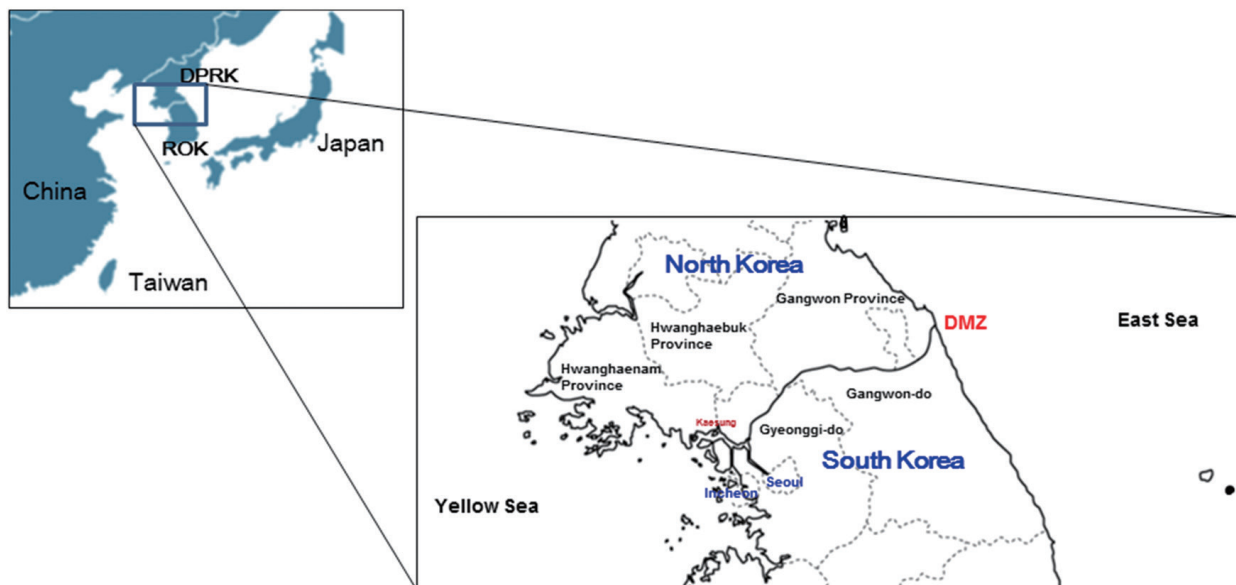 DPRK
ROK
Japan
China
Taiwan
North Korea
Gangwon Province
DMZ
East Sea
Hwanghaebuk
Province
Hwanghaenam
Province
Gangwon-do
Kaesung
Gyeonggi-do
South Korea
Seoul
Incheon
Yellow Sea